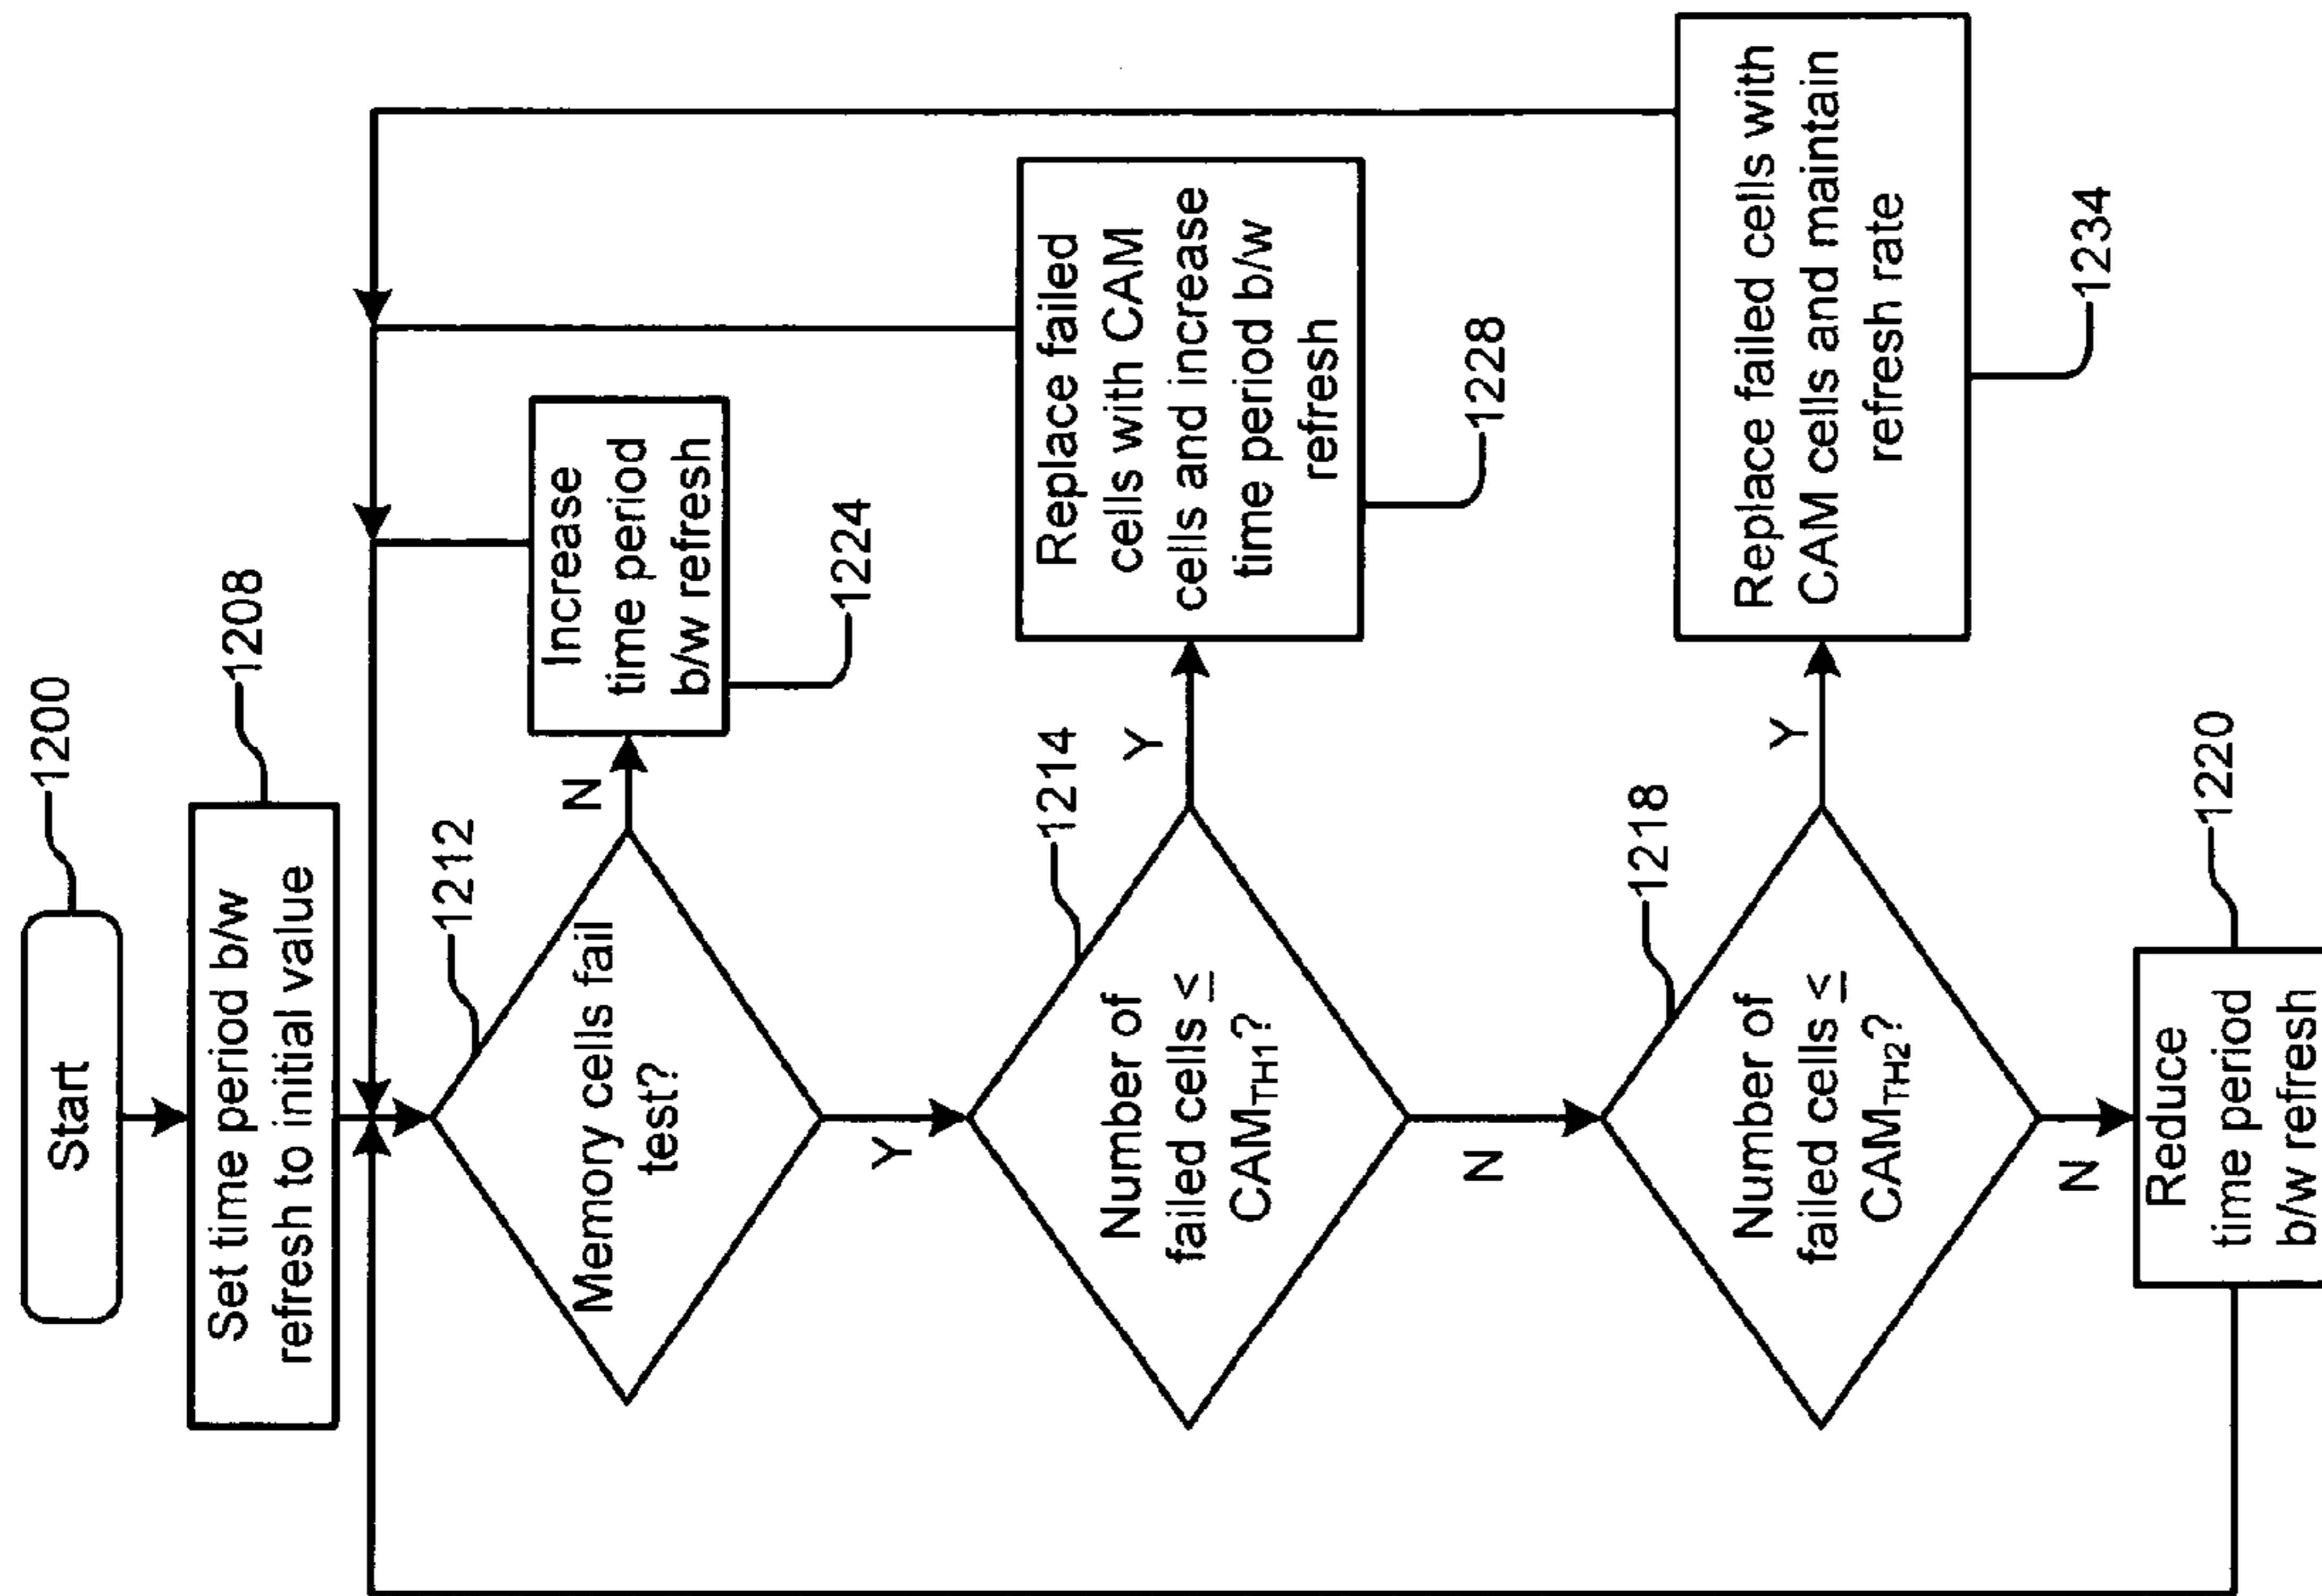 Start
1200
Set time period b/w
refresh to initial value
1208
Memory cells fail
test?
1212
N
Increase
time period
b/w refresh
1224
Y
Number of
failed cells ≤
CAMTH1?
1214
Y
Replace failed
cells with CAM
cells and increase
time period b/w
refresh
1228
N
Number of
failed cells ≤
CAMTH2?
1218
Y
Replace failed cells with
CAM cells and maintain
refresh rate
1234
N
Reduce
time period
b/w refresh
1220